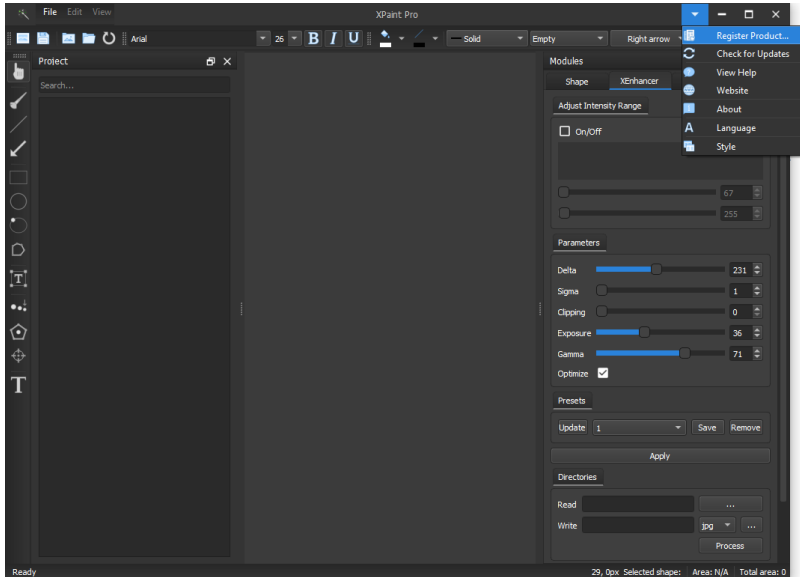 File Edit View
XPaint Pro
Arial
26
B I U
Solid
Empty
Right arrow
Register Product...
Check for Updates
View Help
Website
About
A Language
Style
Project
Search...
T
T
Modules
Shape
XEnhancer
Adjust Intensity Range
On/Off
67
255
Parameters
Delta 231
Sigma 1
Clipping 0
Exposure 36
Gamma 71
Optimize
Presets
Update 1 Save Remove
Apply
Directories
Read ...
Write jpg ...
Process
Ready
29, 0px Selected shape: Area: N/A Total area: 0